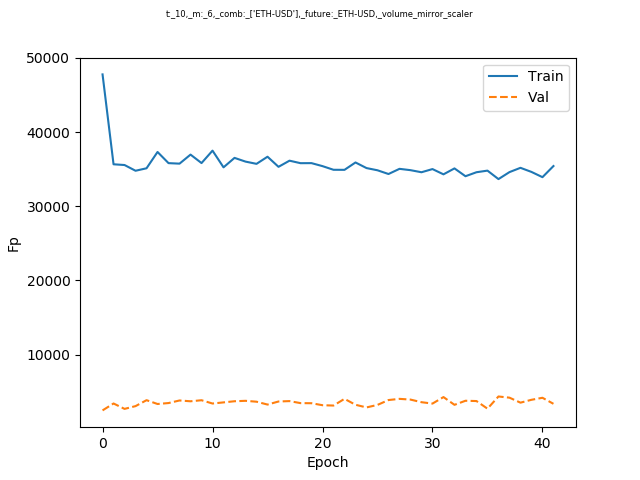 t:_10,_m:_6,_comb:_['ETH-USD'],_future:_ETH-USD,_volume_mirror_scaler
50000
40000
30000
20000
10000
Fp
Train
Val
0 10 20 30 40
Epoch